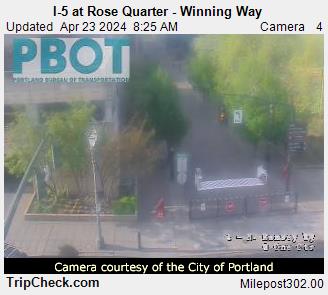 I-5 at Rose Quarter - Winning Way
Updated Apr 23 2024 8:25 AM Camera 4
PBOT
PORTLAND BUREAU OF TRANSPORTATION
Camera courtesy of the City of Portland
TripCheck.com Milepost302.00